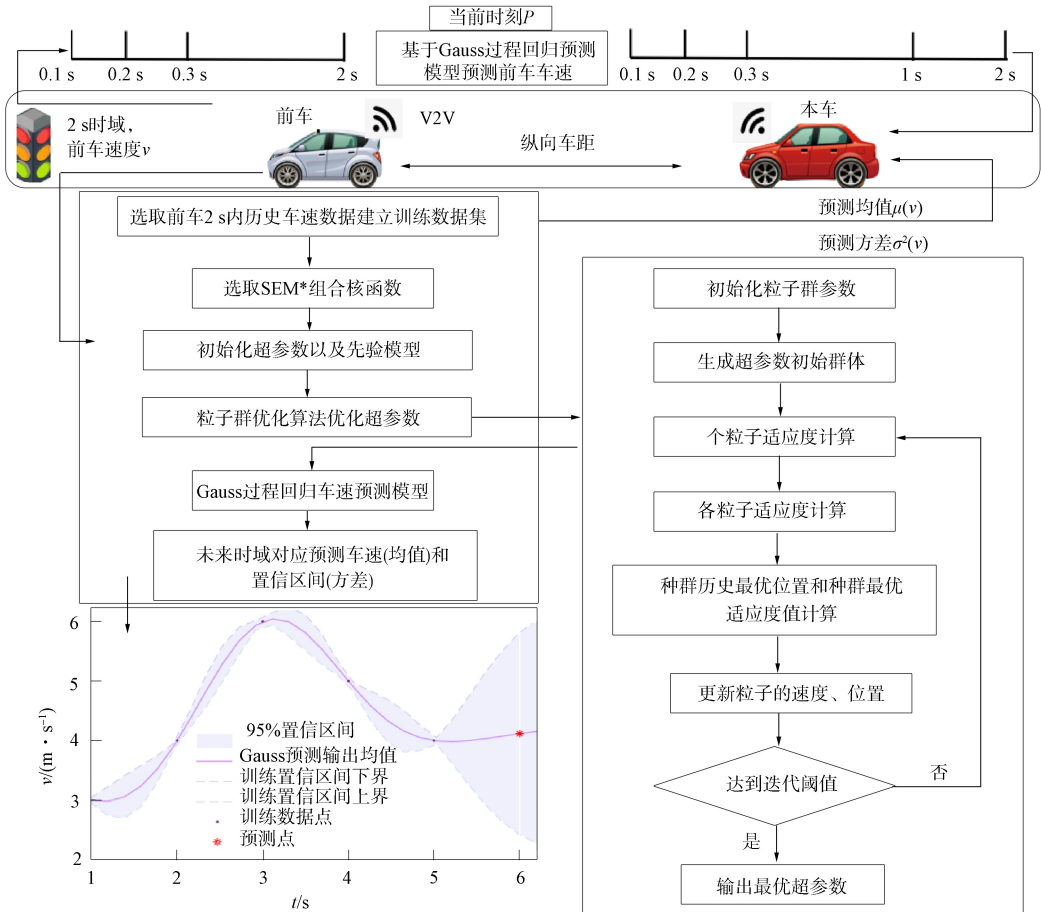 当前时刻P
基于Gauss过程回归预测
模型预测前车车速
0.1 s 0.2 s 0.3 s 2 s
0.1 s 0.2 s 0.3 s 1 s 2 s
2 s时域，
前车速度v
前车
V2V
纵向车距
本车
选取前车2 s内历史车速数据建立训练数据集
选取SEM*组合核函数
初始化超参数以及先验模型
粒子群优化算法优化超参数
Gauss过程回归车速预测模型
未来时域对应预测车速(均值)和
置信区间(方差)
预测均值μ(v)
预测方差σ²(v)
初始化粒子群参数
生成超参数初始群体
个粒子适应度计算
各粒子适应度计算
种群历史最优位置和种群最优
适应度值计算
更新粒子的速度、位置
达到迭代阈值
否
是
输出最优超参数
v/(m·s⁻¹)
6
5
4
3
2
95%置信区间
Gauss预测输出均值
训练置信区间下界
训练置信区间上界
训练数据点
预测点
1 2 3 4 5 6
t/s